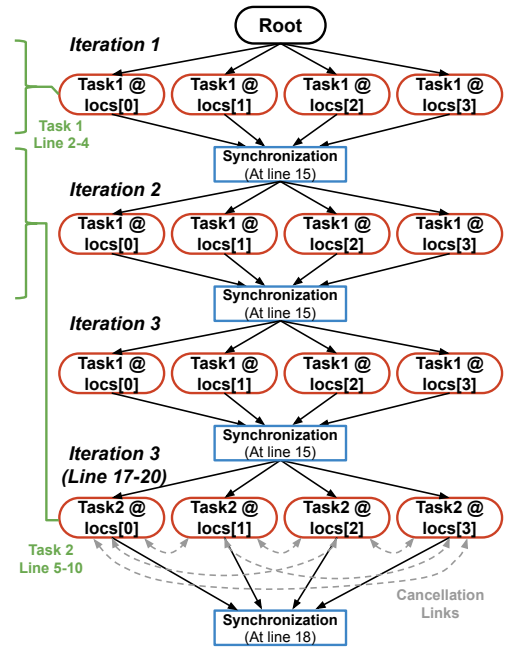 Root
Iteration 1
Task1 @ Task1 @ Task1 @ Task1 @
locs[0] locs[1] locs[2] locs[3]
Task 1
Line 2-4
Synchronization
(At line 15)
Iteration 2
Task1 @ Task1 @ Task1 @ Task1 @
locs[0] locs[1] locs[2] locs[3]
Synchronization
(At line 15)
Iteration 3
Task1 @ Task1 @ Task1 @ Task1 @
locs[0] locs[1] locs[2] locs[3]
Synchronization
(At line 15)
Iteration 3
(Line 17-20)
Task2 @ Task2 @ Task2 @ Task2 @
locs[0] locs[1] locs[2] locs[3]
Task 2
Line 5-10
Cancellation
Links
Synchronization
(At line 18)